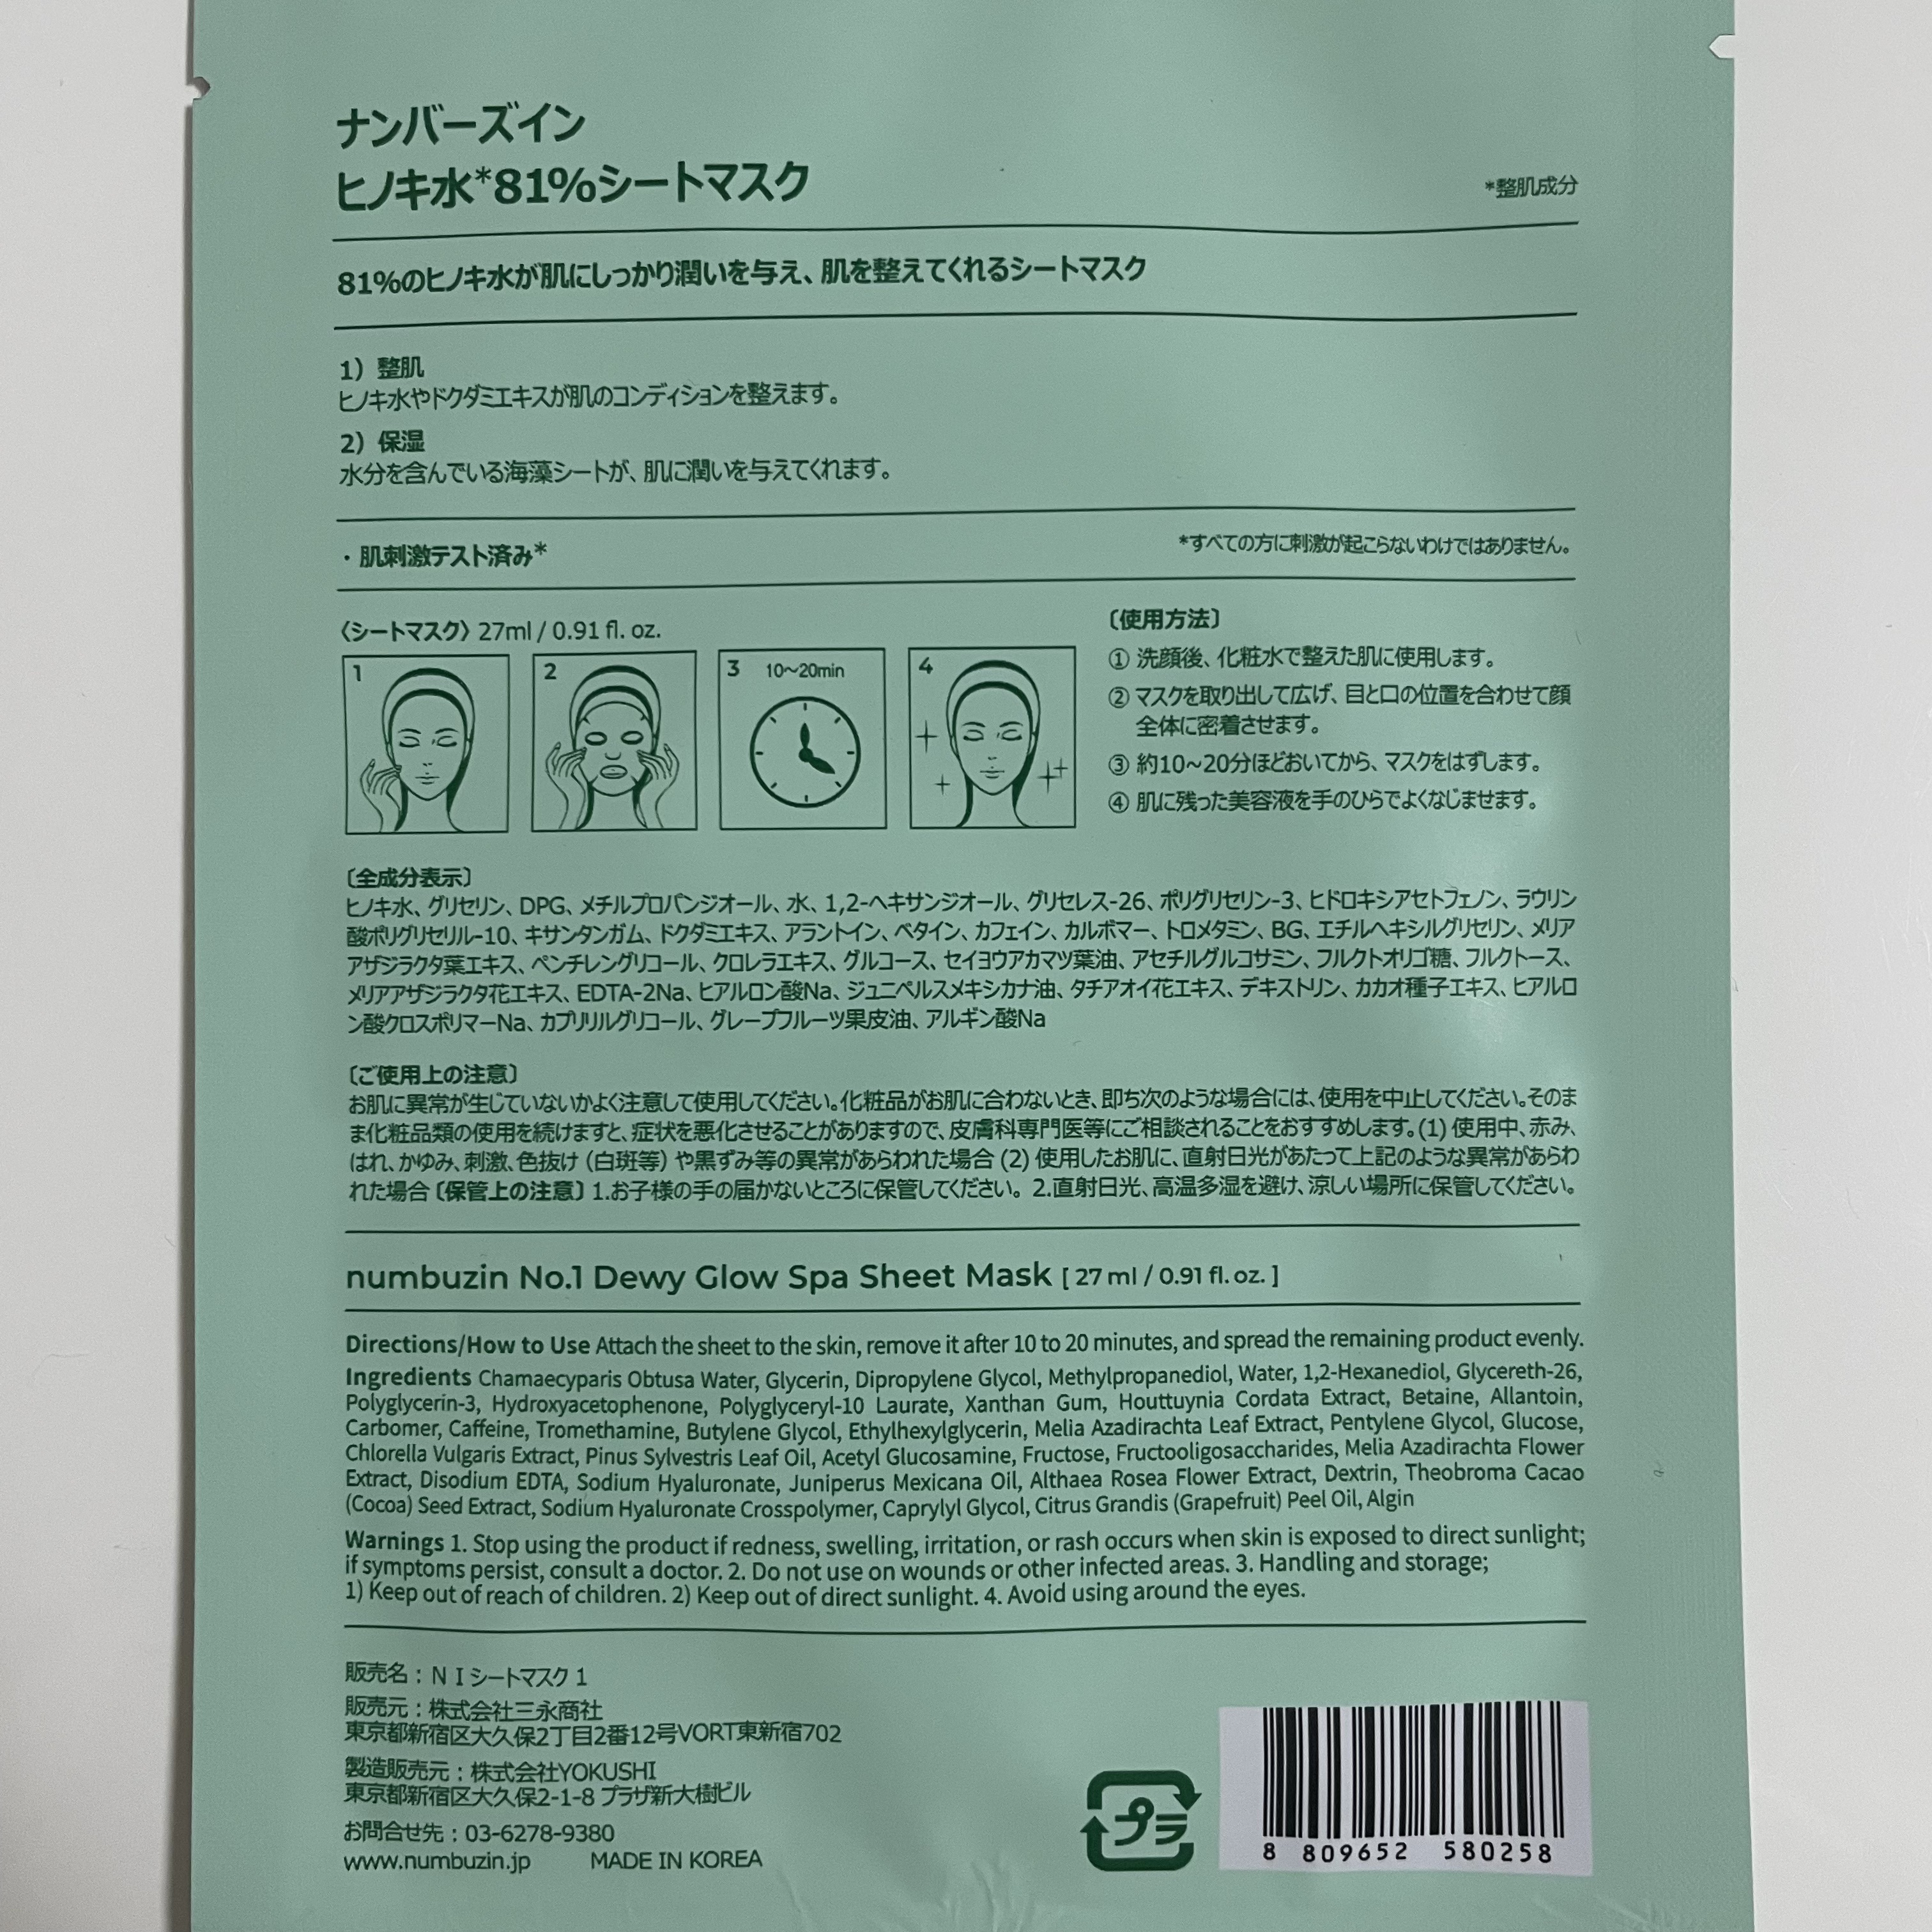 ナンバーズイン
ヒノキ水*81%シートマスク
*整肌成分
81%のヒノキ水が肌にしっかり潤いを与え、肌を整えてくれるシートマスク
1）整肌
ヒノキ水やドクダミエキスが肌のコンディションを整えます。
2）保湿
水分を含んでいる海藻シートが、肌に潤いを与えてくれます。
・肌刺激テスト済み*
*すべての方に刺激が起こらないわけではありません。
〈シートマスク〉27ml / 0.91 fl. oz.
1
2
3 10～20min
4
〔使用方法〕
① 洗顔後、化粧水で整えた肌に使用します。
② マスクを取り出して広げ、目と口の位置を合わせて顔
全体に密着させます。
③ 約10～20分ほどおいてから、マスクをはずします。
④ 肌に残った美容液を手のひらでよくなじませます。
〔全成分表示〕
ヒノキ水、グリセリン、DPG、メチルプロパンジオール、水、1,2-ヘキサンジオール、グリセレス-26、ポリグリセリン-3、ヒドロキシアセトフェノン、ラウリン
酸ポリグリセリル-10、キサンタンガム、ドクダミエキス、アラントイン、ベタイン、カフェイン、カルボマー、トロメタミン、BG、エチルヘキシルグリセリン、メリア
アザジラクタ葉エキス、ペンチレングリコール、クロレラエキス、グルコース、セイヨウアカマツ葉油、アセチルグルコサミン、フルクトオリゴ糖、フルクトース、
メリアアザジラクタ花エキス、EDTA-2Na、ヒアルロン酸Na、ジュニペルスメキシカナ油、タチアオイ花エキス、デキストリン、カカオ種子エキス、ヒアルロ
ン酸クロスポリマーNa、カプリリルグリコール、グレープフルーツ果皮油、アルギン酸Na
〔ご使用上の注意〕
お肌に異常が生じていないかよく注意して使用してください。化粧品がお肌に合わないとき、即ち次のような場合には、使用を中止してください。そのま
ま化粧品類の使用を続けますと、症状を悪化させることがありますので、皮膚科専門医等にご相談されることをおすすめします。(1) 使用中、赤み、
はれ、かゆみ、刺激、色抜け（白斑等）や黒ずみ等の異常があらわれた場合 (2) 使用したお肌に、直射日光があたって上記のような異常があらわ
れた場合〔保管上の注意〕1.お子様の手の届かないところに保管してください。 2.直射日光、高温多湿を避け、涼しい場所に保管してください。
numbuzin No.1 Dewy Glow Spa Sheet Mask [ 27 ml / 0.91 fl. oz. ]
Directions/How to Use Attach the sheet to the skin, remove it after 10 to 20 minutes, and spread the remaining product evenly.
Ingredients Chamaecyparis Obtusa Water, Glycerin, Dipropylene Glycol, Methylpropanediol, Water, 1,2-Hexanediol, Glycereth-26,
Polyglycerin-3, Hydroxyacetophenone, Polyglyceryl-10 Laurate, Xanthan Gum, Houttuynia Cordata Extract, Betaine, Allantoin,
Carbomer, Caffeine, Tromethamine, Butylene Glycol, Ethylhexylglycerin, Melia Azadirachta Leaf Extract, Pentylene Glycol, Glucose,
Chlorella Vulgaris Extract, Pinus Sylvestris Leaf Oil, Acetyl Glucosamine, Fructose, Fructooligosaccharides, Melia Azadirachta Flower
Extract, Disodium EDTA, Sodium Hyaluronate, Juniperus Mexicana Oil, Althaea Rosea Flower Extract, Dextrin, Theobroma Cacao
(Cocoa) Seed Extract, Sodium Hyaluronate Crosspolymer, Caprylyl Glycol, Citrus Grandis (Grapefruit) Peel Oil, Algin
Warnings 1. Stop using the product if redness, swelling, irritation, or rash occurs when skin is exposed to direct sunlight;
if symptoms persist, consult a doctor. 2. Do not use on wounds or other infected areas. 3. Handling and storage;
1) Keep out of reach of children. 2) Keep out of direct sunlight. 4. Avoid using around the eyes.
販売名：ＮＩシートマスク 1
販売元：株式会社三永商社
東京都新宿区大久保2丁目2番12号VORT東新宿702
製造販売元：株式会社YOKUSHI
東京都新宿区大久保2-1-8 プラザ新大樹ビル
お問合せ先：03-6278-9380
www.numbuzin.jp MADE IN KOREA
プラ
8 809652 580258